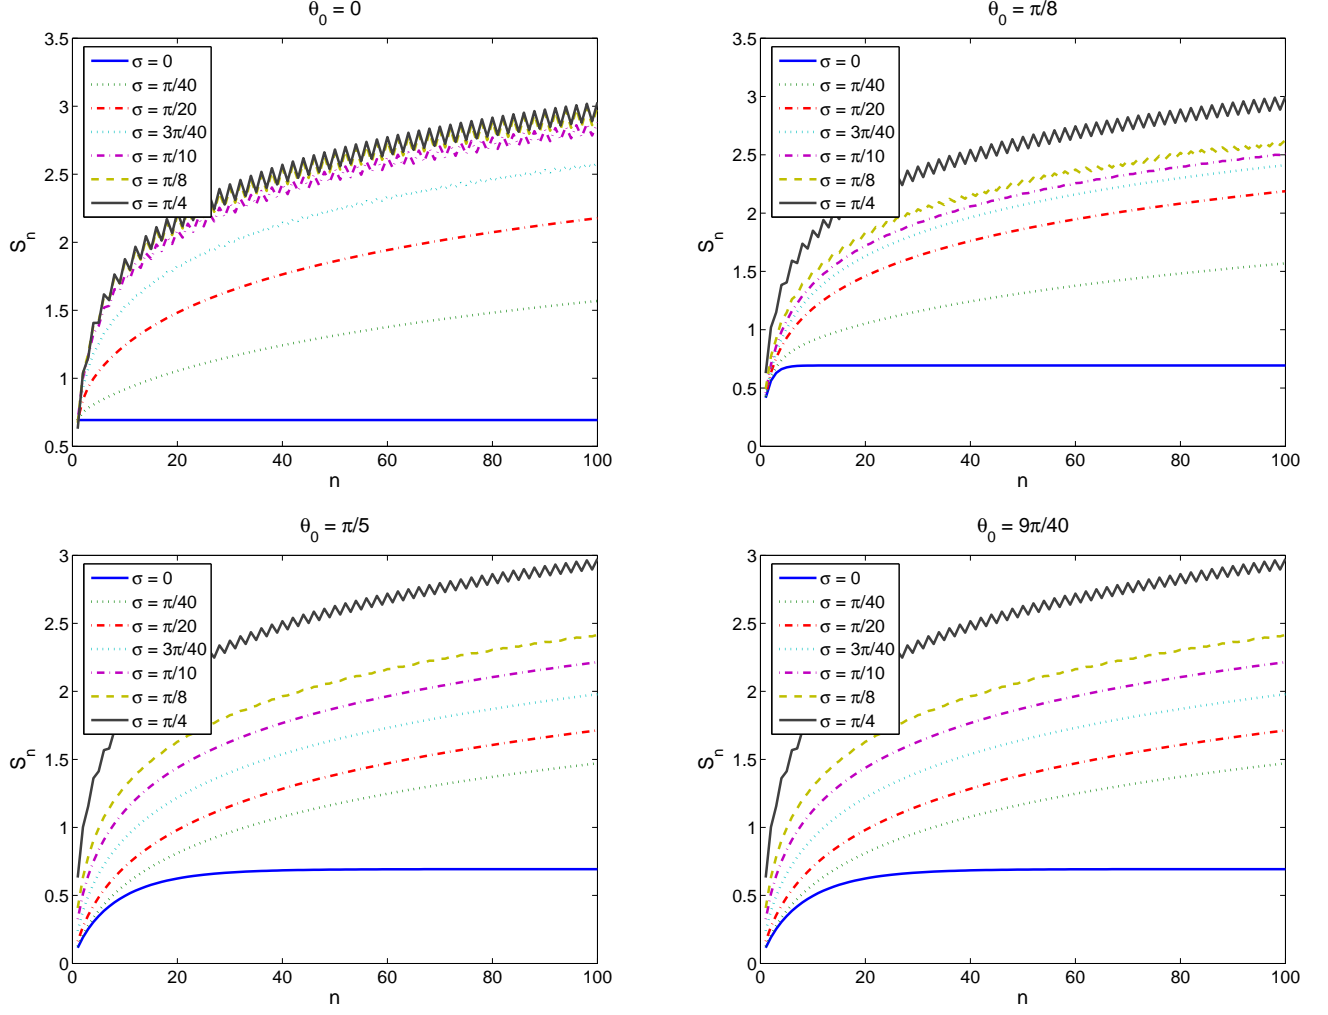 θ₀ = 0
3.5
3
2.5
2
1.5
1
0.5
0
20
40
60
80
100
n
Sₙ
σ = 0
σ = π/40
σ = π/20
σ = 3π/40
σ = π/10
σ = π/8
σ = π/4
θ₀ = π/8
3.5
3
2.5
2
1.5
1
0.5
0
0
20
40
60
80
100
n
Sₙ
σ = 0
σ = π/40
σ = π/20
σ = 3π/40
σ = π/10
σ = π/8
σ = π/4
θ₀ = π/5
3
2.5
2
1.5
1
0.5
0
0
20
40
60
80
100
n
Sₙ
σ = 0
σ = π/40
σ = π/20
σ = 3π/40
σ = π/10
σ = π/8
σ = π/4
θ₀ = 9π/40
3
2.5
2
1.5
1
0.5
0
0
20
40
60
80
100
n
Sₙ
σ = 0
σ = π/40
σ = π/20
σ = 3π/40
σ = π/10
σ = π/8
σ = π/4